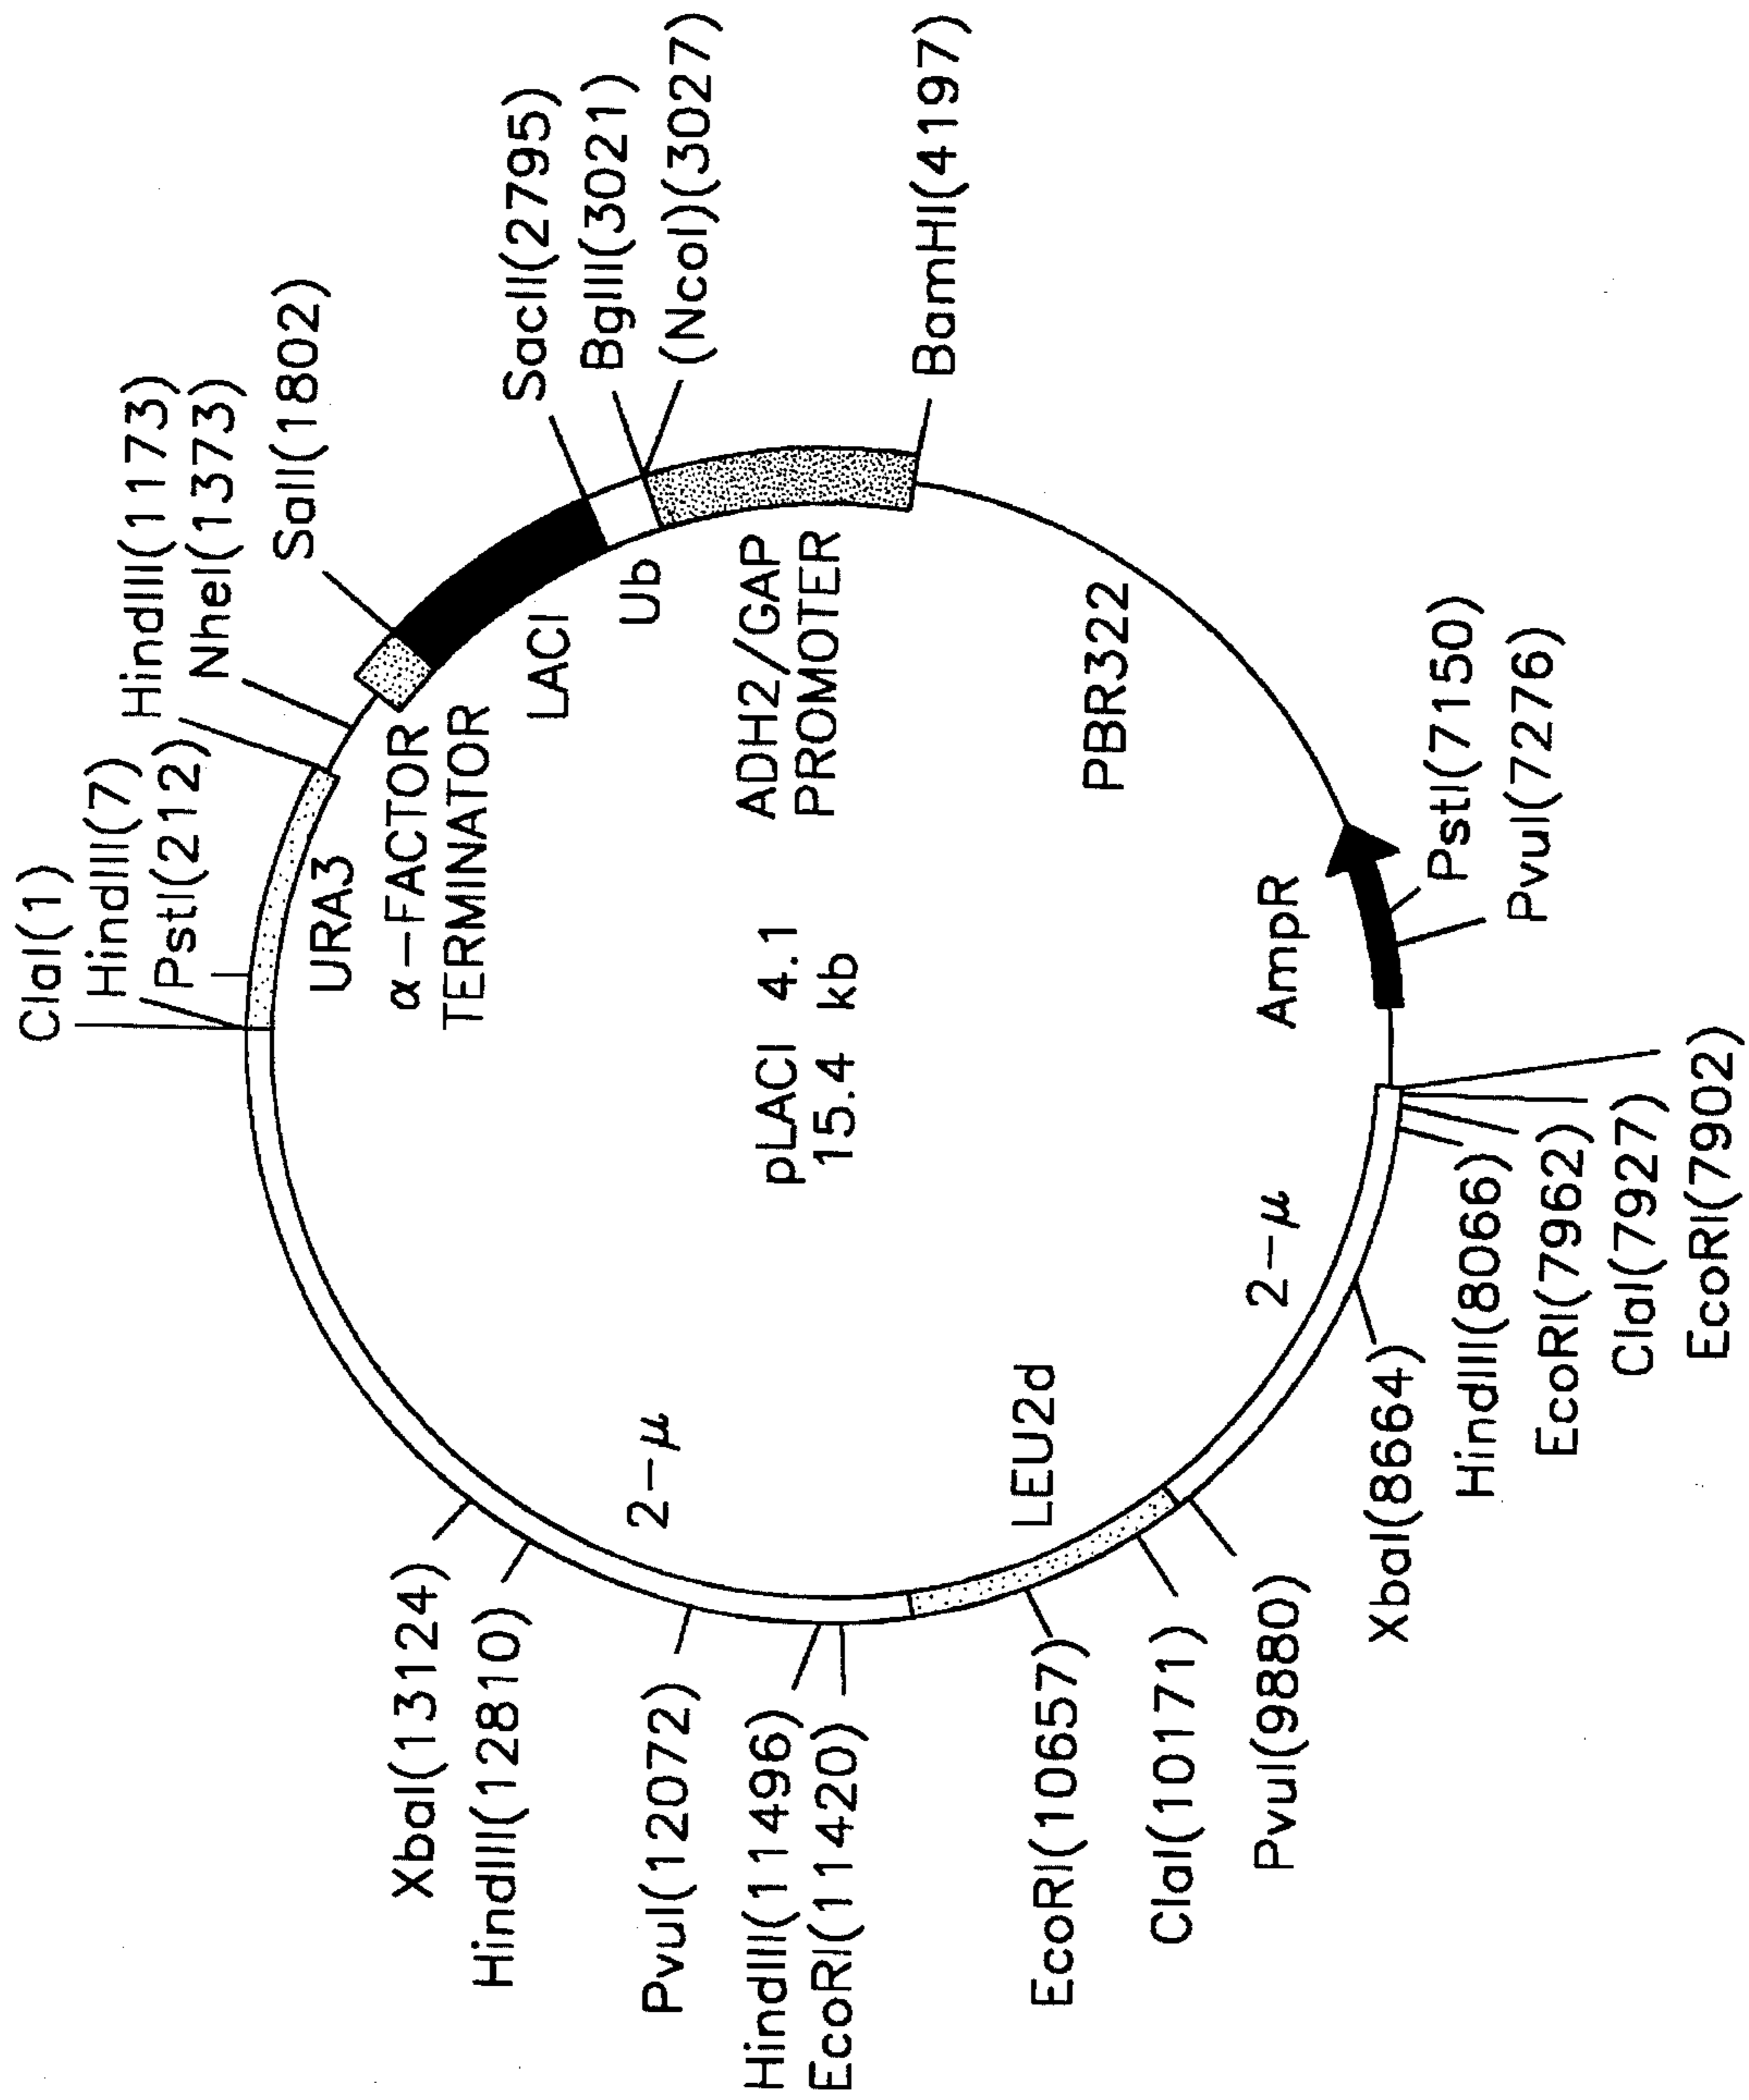 ClaI(1)
HindIII(7)
PstI(212)
HindIII(1173)
NheI(1373)
SalI(1802)
SacII(2795)
BglII(3021)
(NcoI)(3027)
BamHI(4197)
URA3
α-FACTOR
TERMINATOR
LACI
Ub
ADH2/GAP
PROMOTER
PBR322
pLACI 4.1
15.4 kb
AmpR
PstI(7150)
PvuI(7276)
EcoRI(7902)
ClaI(7927)
EcoRI(7962)
HindIII(8066)
XbaI(8664)
2-μ
LEU2d
PvuI(9880)
ClaI(10171)
EcoRI(10657)
EcoRI(11420)
HindIII(11496)
PvuI(12072)
2-μ
HindIII(12810)
XbaI(13124)